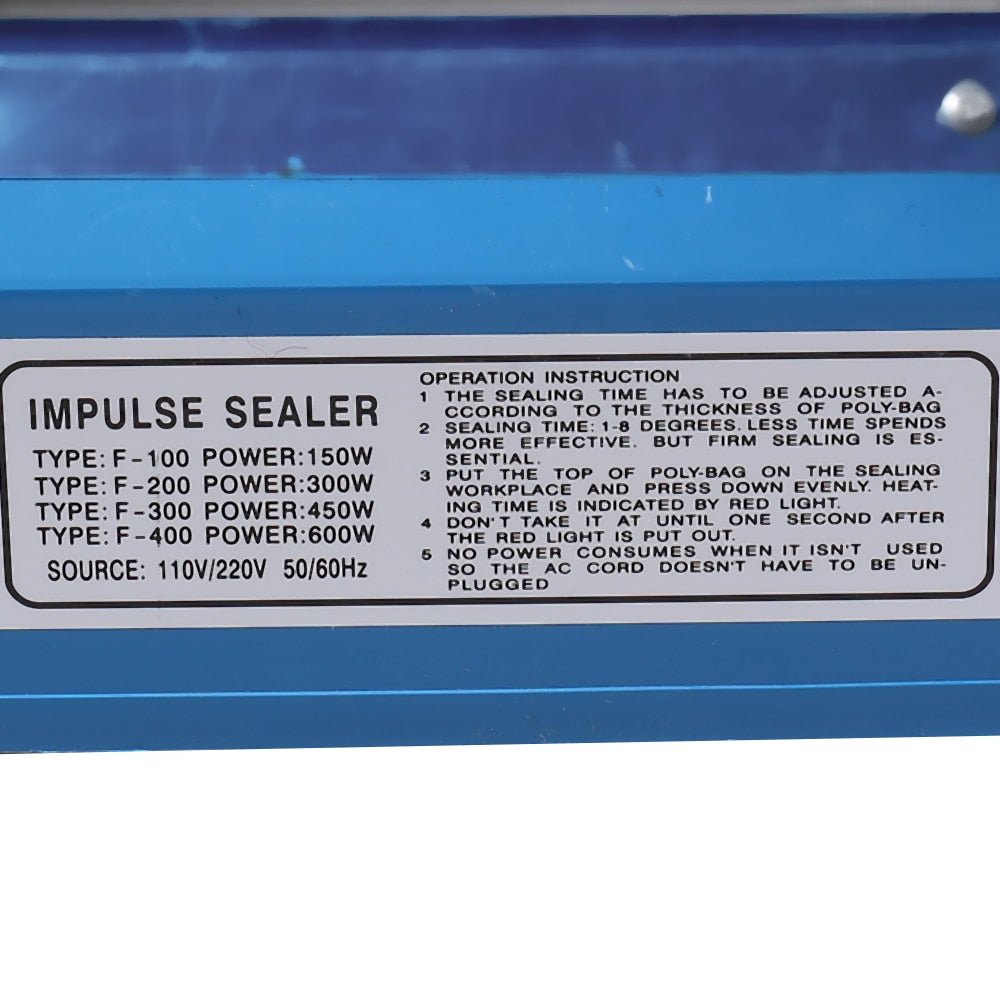 IMPULSE SEALER
TYPE: F-100 POWER:150W
TYPE: F-200 POWER:300W
TYPE: F-300 POWER:450W
TYPE: F-400 POWER:600W
SOURCE: 110V/220V 50/60Hz
OPERATION INSTRUCTION
1 THE SEALING TIME HAS TO BE ADJUSTED A-
CCORDING TO THE THICKNESS OF POLY-BAG
2 SEALING TIME: 1-8 DEGREES. LESS TIME SPENDS
MORE EFFECTIVE. BUT FIRM SEALING IS ES-
SENTIAL.
3 PUT THE TOP OF POLY-BAG ON THE SEALING
WORKPLACE AND PRESS DOWN EVENLY. HEAT-
ING TIME IS INDICATED BY RED LIGHT.
4 DON'T TAKE IT AT UNTIL ONE SECOND AFTER
THE RED LIGHT IS PUT OUT.
5 NO POWER CONSUMES WHEN IT ISN'T USED
SO THE AC CORD DOESN'T HAVE TO BE UN-
PLUGGED